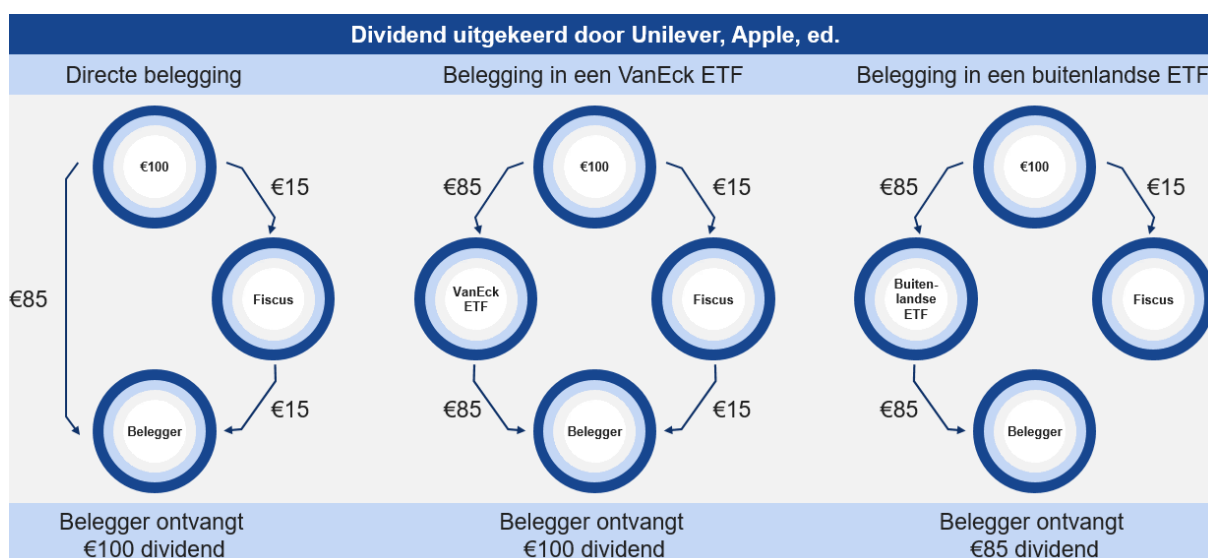 Dividend uitgekeerd door Unilever, Apple, ed.
Directe belegging
Belegging in een VanEck ETF
Belegging in een buitenlandse ETF
€100
€15
€85
Fiscus
€15
Belegger
Belegger ontvangt
€100 dividend
€100
€85
€15
VanEck
ETF
Fiscus
€85
€15
Belegger
Belegger ontvangt
€100 dividend
€100
€85
€15
Buiten-
landse
ETF
Fiscus
€85
Belegger
Belegger ontvangt
€85 dividend